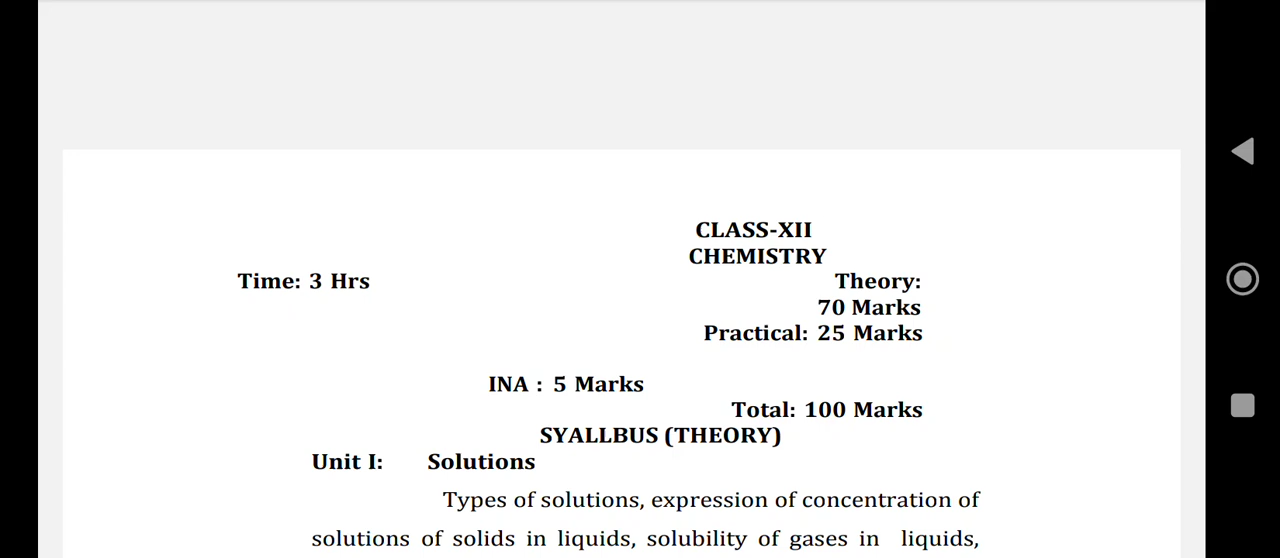 CLASS-XII
CHEMISTRY
Time: 3 Hrs Theory:
70 Marks
Practical: 25 Marks
INA : 5 Marks
Total: 100 Marks
SYALLBUS (THEORY)
Unit I: Solutions
Types of solutions, expression of concentration of
solutions of solids in liquids, solubility of gases in liquids,